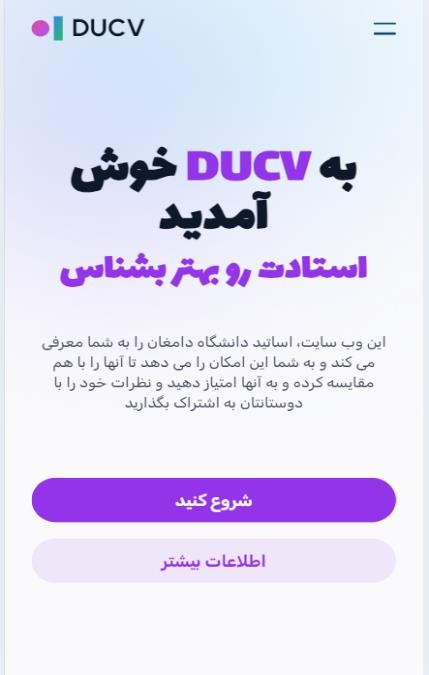 DUCV
به DUCV خوش
آمدید
استادت رو بهتر بشناس
این وب سایت، اساتید دانشگاه دامغان را به شما معرفی
می کند و به شما این امکان را می دهد تا آنها را با هم
مقایسه کرده و به آنها امتیاز دهید و نظرات خود را با
دوستانتان به اشتراک بگذارید
شروع کنید
اطلاعات بیشتر